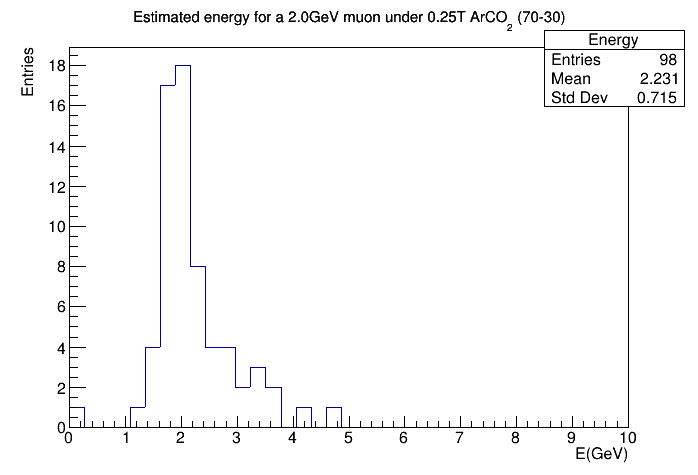 Estimated energy for a 2.0GeV muon under 0.25T ArCO2 (70-30)
Energy
Entries 98
Mean 2.231
Std Dev 0.715
Entries
18
16
14
12
10
8
6
4
2
0
0 1 2 3 4 5 6 7 8 9 10
E(GeV)